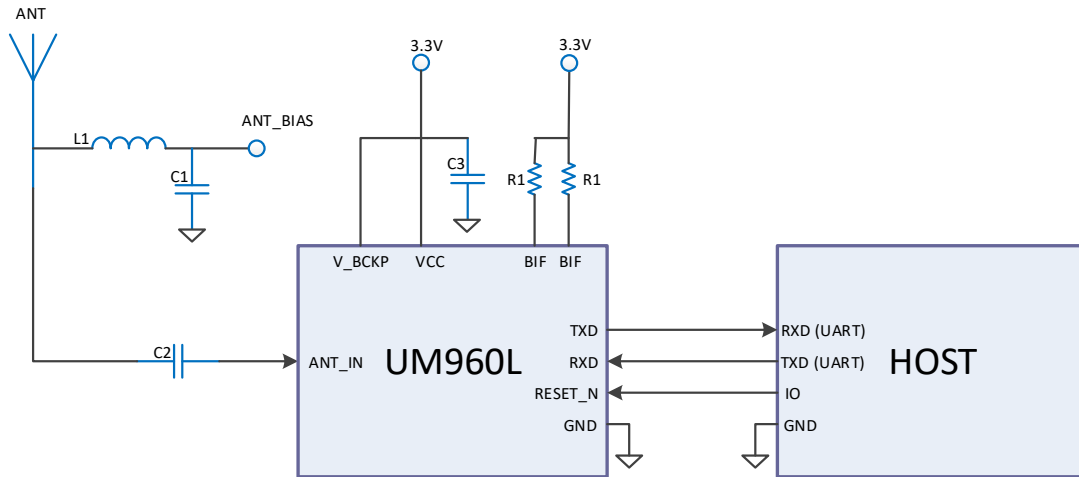 ANT
3.3V
3.3V
L1
ANT_BIAS
C1
C3
R1
R1
V_BCKP
VCC
BIF
BIF
TXD
RXD (UART)
C2
ANT_IN
UM960L
RXD
TXD (UART)
HOST
RESET_N
IO
GND
GND